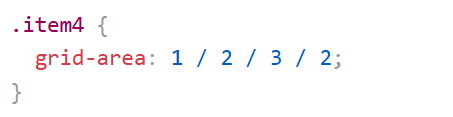 .item4 {
  grid-area: 1 / 2 / 3 / 2;
}